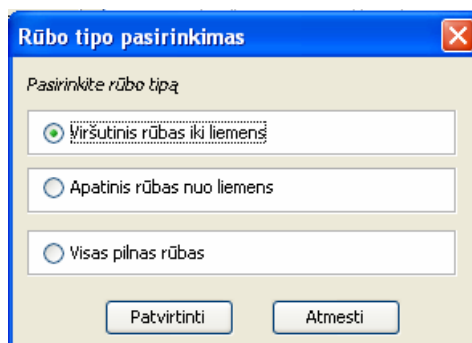 Rūbo tipo pasirinkimas
Pasirinkite rūbo tipą
Viršutinis rūbas iki liemens
Apatinis rūbas nuo liemens
Visas pilnas rūbas
Patvirtinti Atmesti